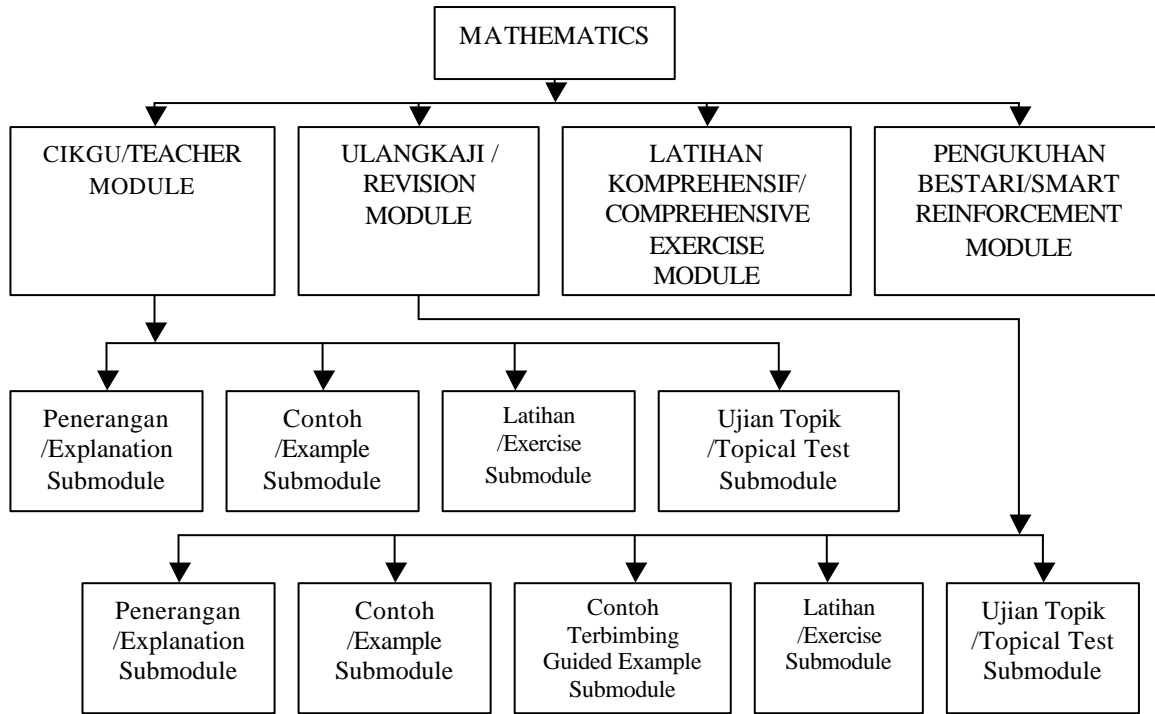 MATHEMATICS
CIKGU/TEACHER
MODULE
ULANGKAJI /
REVISION
MODULE
LATIHAN
KOMPREHENSIF/
COMPREHENSIVE
EXERCISE
MODULE
PENGUKUHAN
BESTARI/SMART
REINFORCEMENT
MODULE
Penerangan
/Explanation
Submodule
Contoh
/Example
Submodule
Latihan
/Exercise
Submodule
Ujian Topik
/Topical Test
Submodule
Penerangan
/Explanation
Submodule
Contoh
/Example
Submodule
Contoh
Terbimbing
Guided Example
Submodule
Latihan
/Exercise
Submodule
Ujian Topik
/Topical Test
Submodule